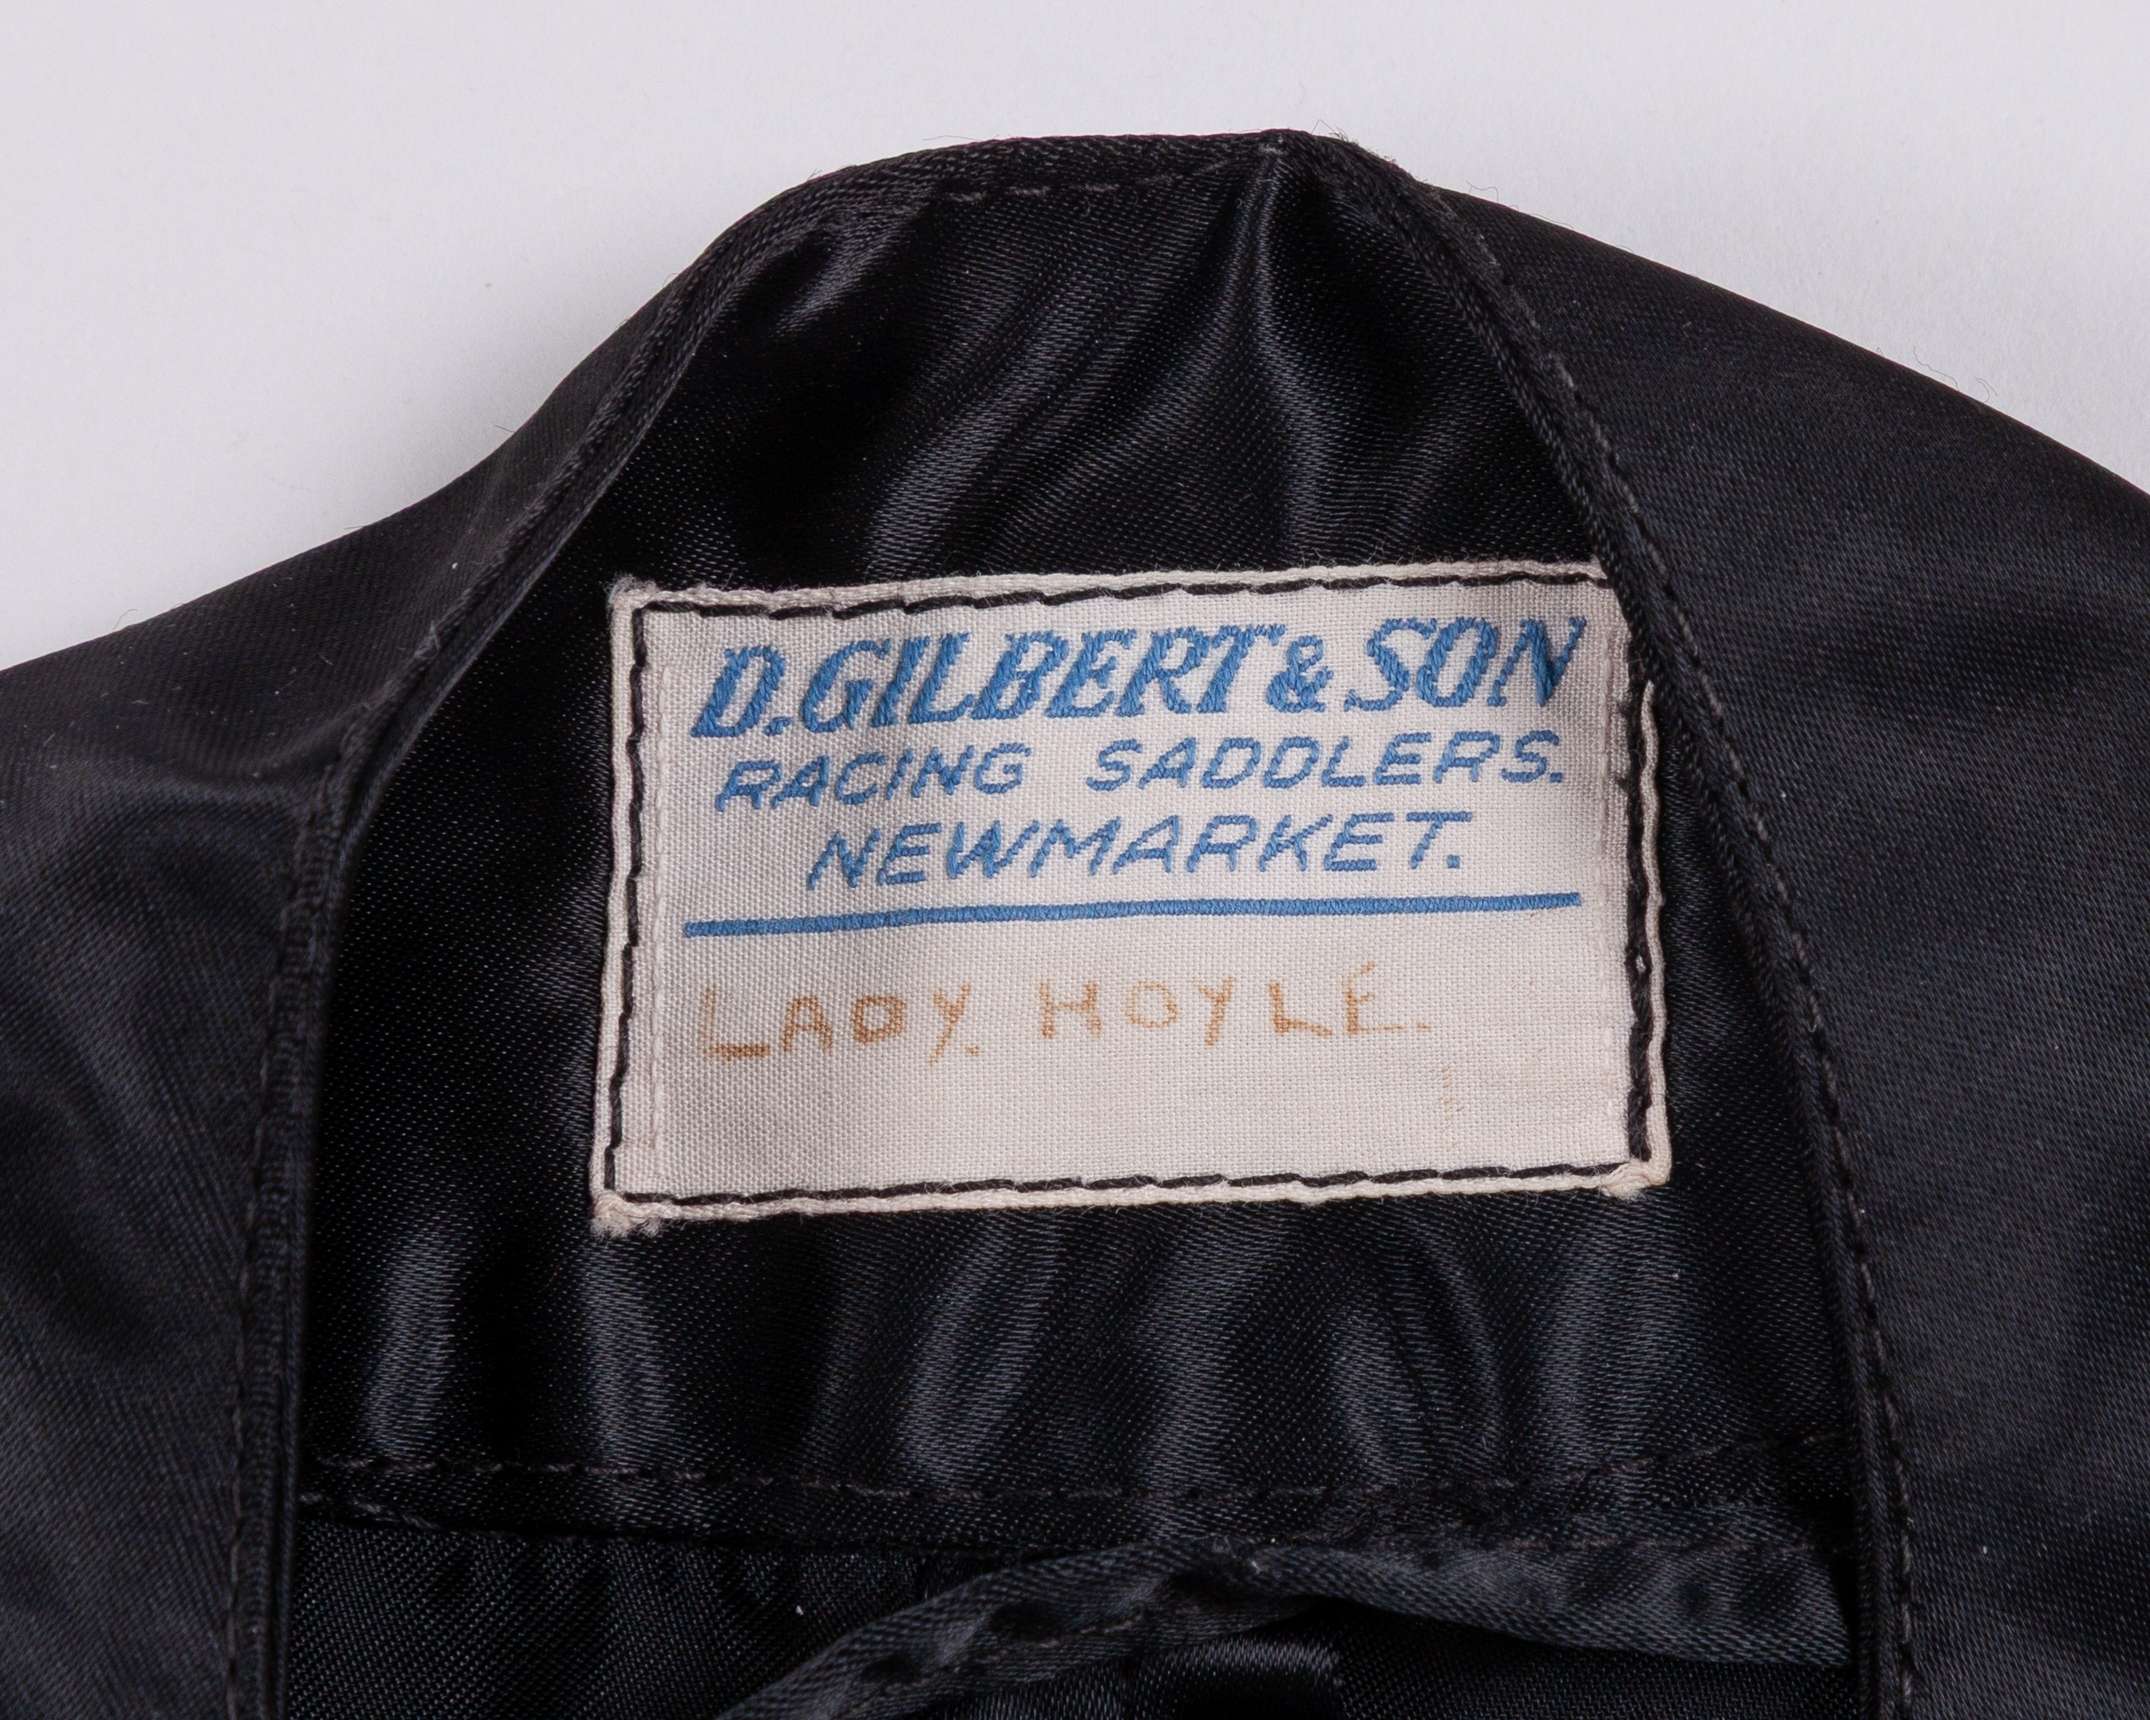 D. GILBERT & SON
RACING SADDLERS.
NEWMARKET.
LADY. HOYLE.